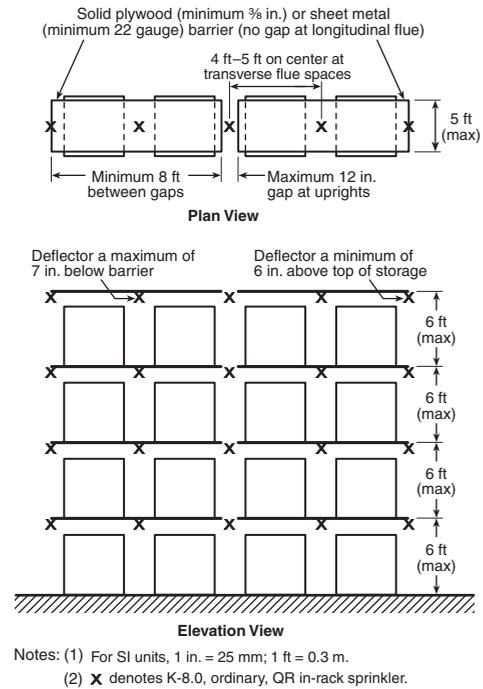 Solid plywood (minimum ⅜ in.) or sheet metal
(minimum 22 gauge) barrier (no gap at longitudinal flue)
4 ft–5 ft on center at
transverse flue spaces
X X X X X
5 ft
(max)
Minimum 8 ft
between gaps
Maximum 12 in.
gap at uprights
Plan View
Deflector a maximum of
7 in. below barrier
Deflector a minimum of
6 in. above top of storage
X X X X X
6 ft
(max)
X X X X X
6 ft
(max)
X X X X X
6 ft
(max)
X X X X X
6 ft
(max)
Elevation View
Notes: (1) For SI units, 1 in. = 25 mm; 1 ft = 0.3 m.
(2) X denotes K-8.0, ordinary, QR in-rack sprinkler.